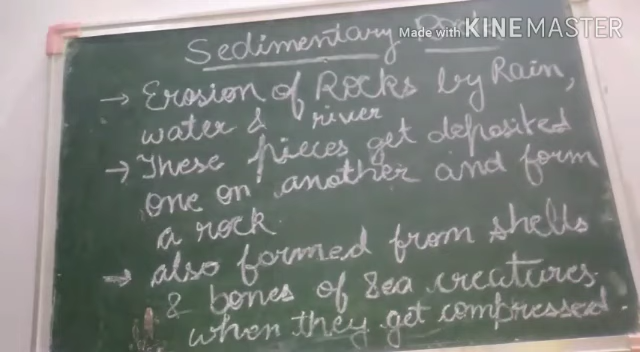 Made with KINEMASTER
Sedimentary Rock
→ Erosion of Rocks by Rain,
water & river
→ These pieces get deposited
one on another and form
a rock.
→ also formed from shells
& bones of sea creatures
when they get compressed.